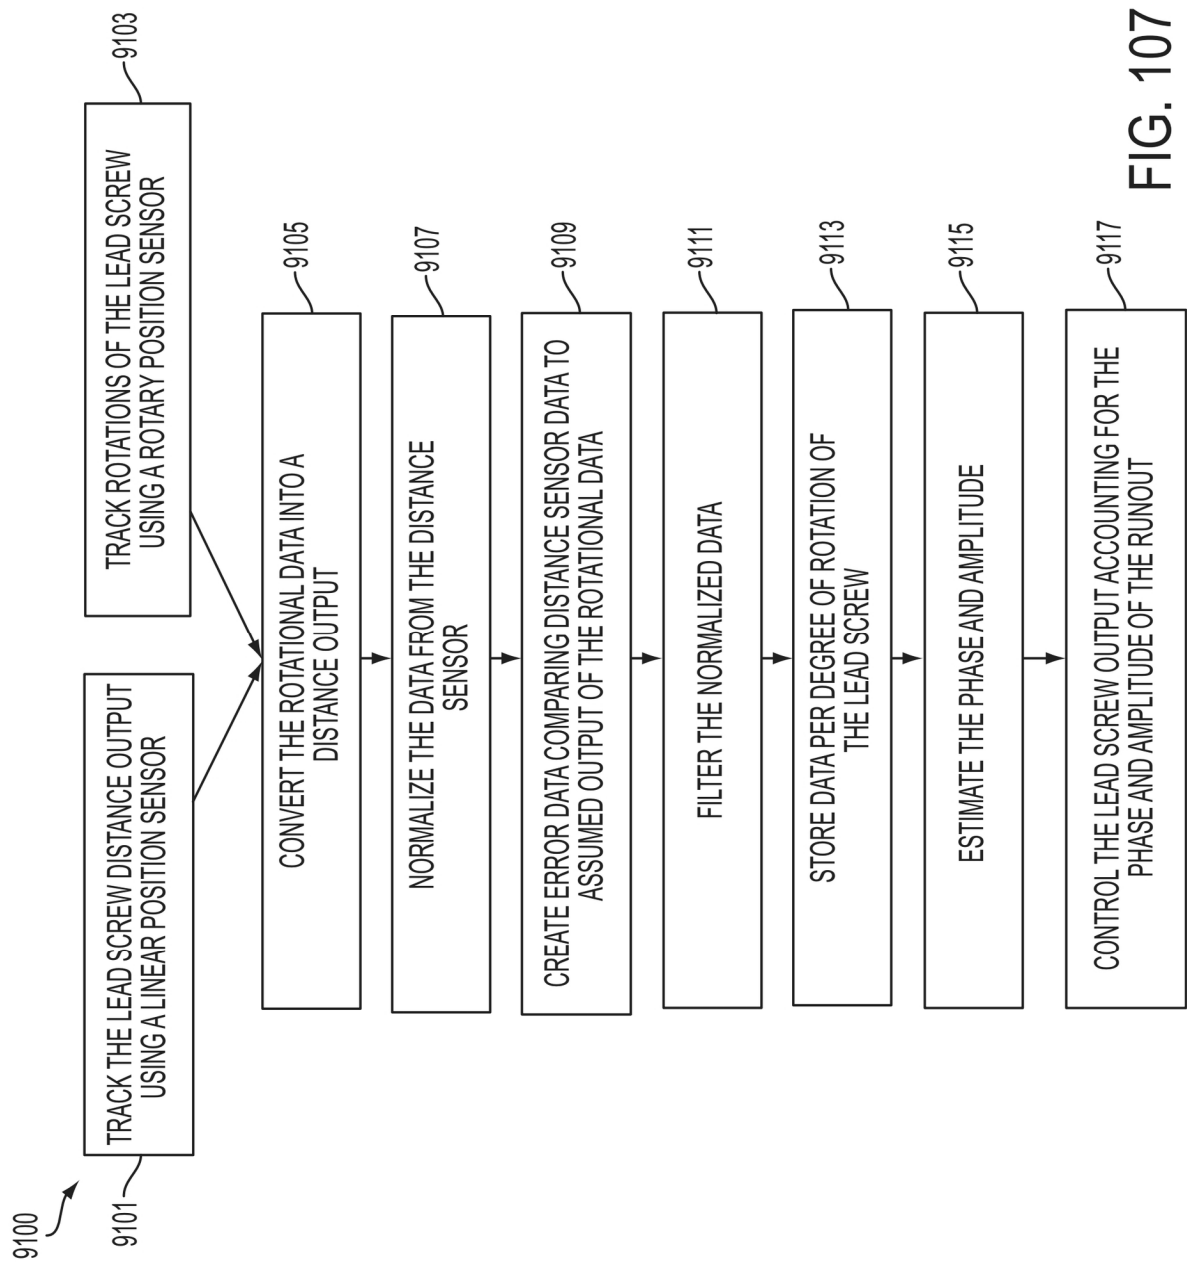 9100
9101
TRACK THE LEAD SCREW DISTANCE OUTPUT
USING A LINEAR POSITION SENSOR
9103
TRACK ROTATIONS OF THE LEAD SCREW
USING A ROTARY POSITION SENSOR
9105
CONVERT THE ROTATIONAL DATA INTO A
DISTANCE OUTPUT
9107
NORMALIZE THE DATA FROM THE DISTANCE
SENSOR
9109
CREATE ERROR DATA COMPARING DISTANCE SENSOR DATA TO
ASSUMED OUTPUT OF THE ROTATIONAL DATA
9111
FILTER THE NORMALIZED DATA
9113
STORE DATA PER DEGREE OF ROTATION OF
THE LEAD SCREW
9115
ESTIMATE THE PHASE AND AMPLITUDE
9117
CONTROL THE LEAD SCREW OUTPUT ACCOUNTING FOR THE
PHASE AND AMPLITUDE OF THE RUNOUT
FIG. 107